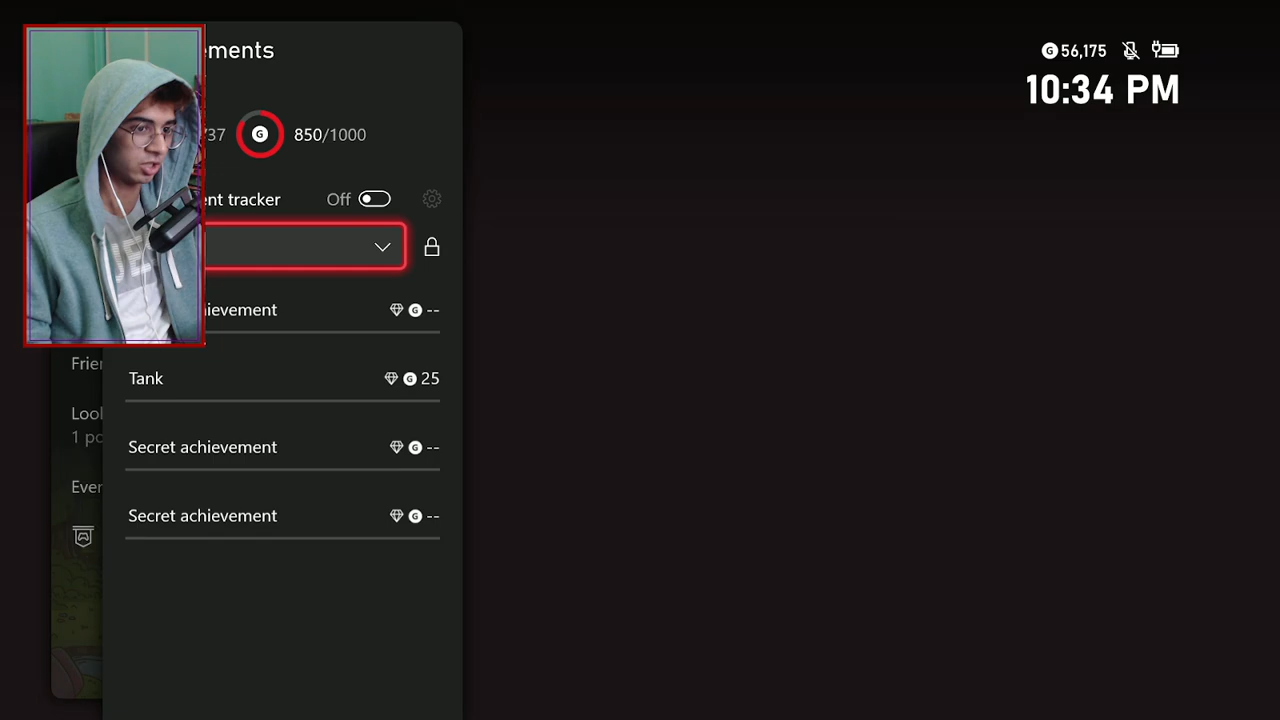 ements
G 56,175
10:34 PM
/37 G 850/1000
ent tracker Off
ievement G --
Tank G 25
Secret achievement G --
Secret achievement G --
Frier
Look
1 po
Ever